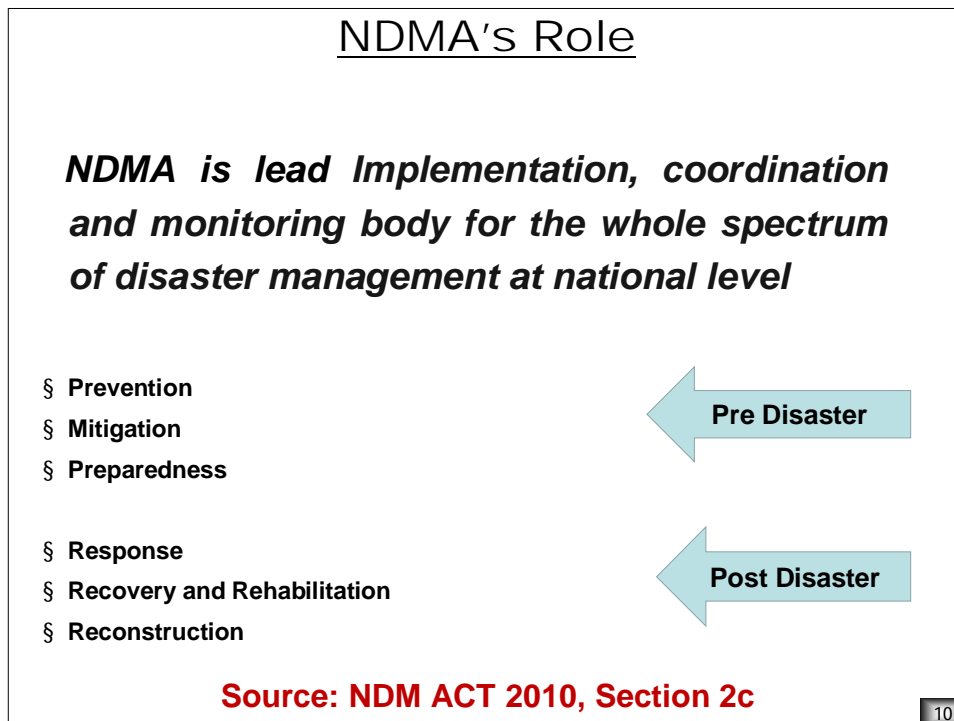 NDMA's Role
NDMA is lead Implementation, coordination
and monitoring body for the whole spectrum
of disaster management at national level
§ Prevention
§ Mitigation
§ Preparedness
Pre Disaster
§ Response
§ Recovery and Rehabilitation
§ Reconstruction
Post Disaster
Source: NDM ACT 2010, Section 2c
10